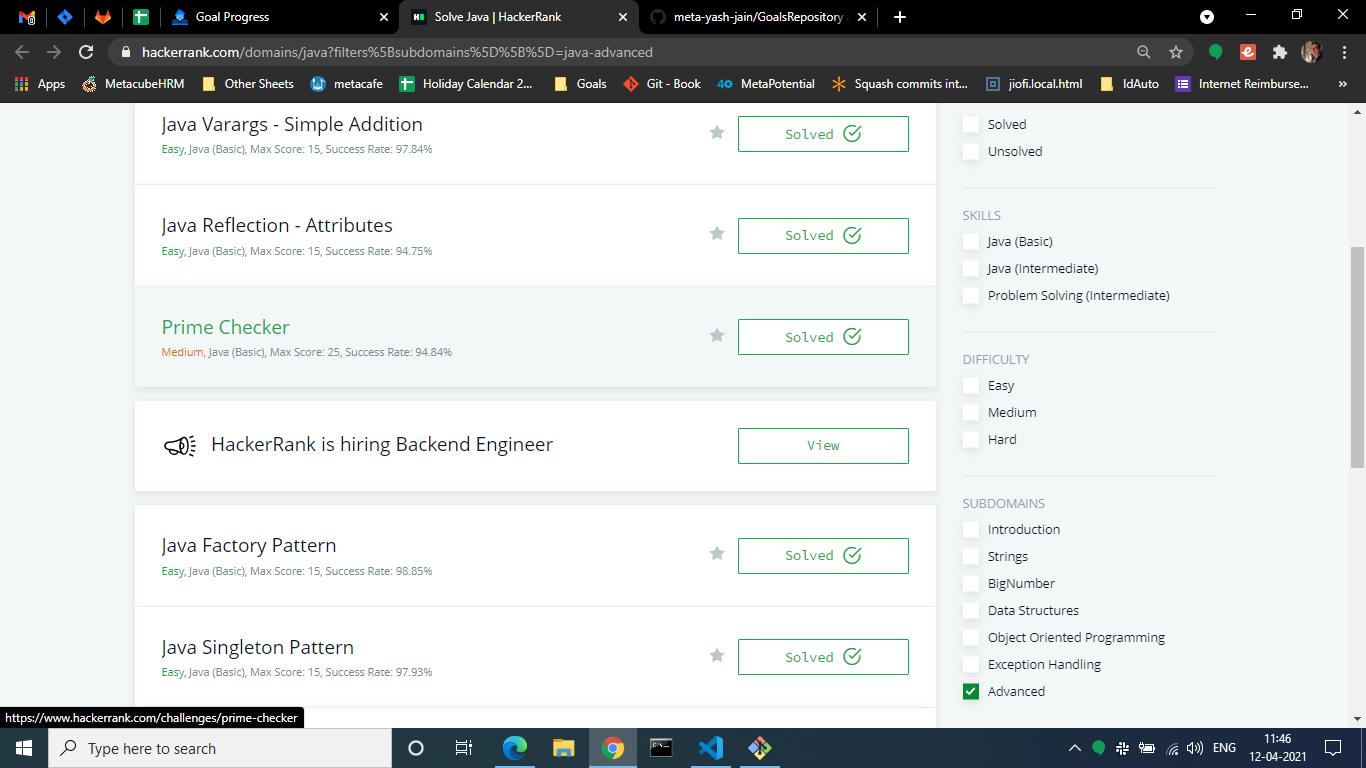 Goal Progress
Solve Java | HackerRank
meta-yash-jain/GoalsRepository
hackerrank.com/domains/java?filters%5Bsubdomains%5D%5B%5D=java-advanced
Apps
MetacubeHRM
Other Sheets
metacafe
Holiday Calendar 2...
Goals
Git - Book
MetaPotential
Squash commits int...
jiofi.local.html
IdAuto
Internet Reimburse...
»
Java Varargs - Simple Addition
Easy, Java (Basic), Max Score: 15, Success Rate: 97.84%
Solved
Java Reflection - Attributes
Easy, Java (Basic), Max Score: 15, Success Rate: 94.75%
Solved
Prime Checker
Medium, Java (Basic), Max Score: 25, Success Rate: 94.84%
Solved
HackerRank is hiring Backend Engineer
View
Java Factory Pattern
Easy, Java (Basic), Max Score: 15, Success Rate: 98.85%
Solved
Java Singleton Pattern
Easy, Java (Basic), Max Score: 15, Success Rate: 97.93%
Solved
Solved
Unsolved
SKILLS
Java (Basic)
Java (Intermediate)
Problem Solving (Intermediate)
DIFFICULTY
Easy
Medium
Hard
SUBDOMAINS
Introduction
Strings
BigNumber
Data Structures
Object Oriented Programming
Exception Handling
Advanced
https://www.hackerrank.com/challenges/prime-checker
Type here to search
ENG
11:46
12-04-2021